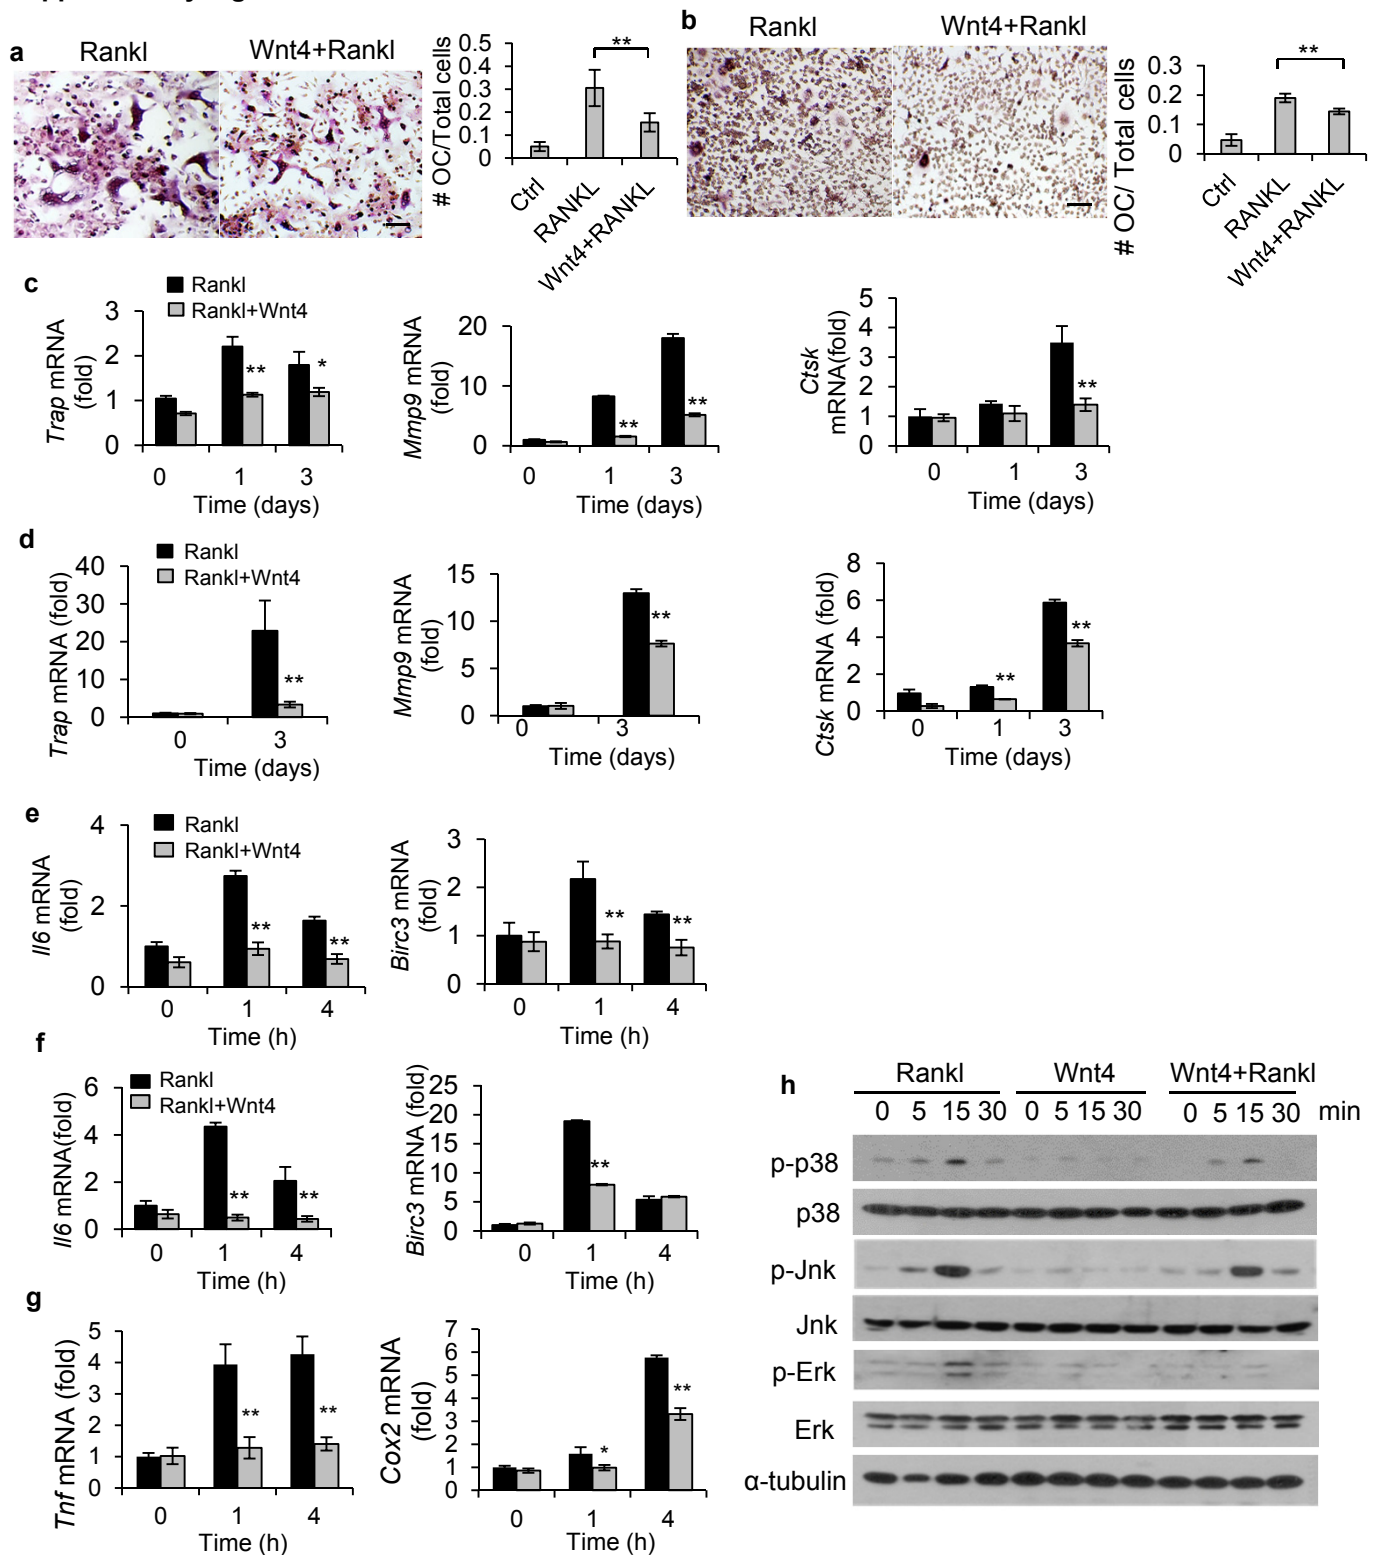 a
Rankl
Wnt4+Rankl
# OC/Total cells
0.5
0.4
0.3
0.2
0.1
0
**
Ctrl
RANKL
Wnt4+RANKL
b
Rankl
Wnt4+Rankl
# OC/ Total cells
0.3
0.2
0.1
0
**
Ctrl
RANKL
Wnt4+RANKL
c
Rankl
Rankl+Wnt4
Trap mRNA
(fold)
3
2
1
0
**
*
0 1 3
Time (days)
Mmp9 mRNA
(fold)
20
10
0
**
**
0 1 3
Time (days)
Ctsk
mRNA(fold)
5
4
3
2
1
0
**
0 1 3
Time (days)
d
Rankl
Rankl+Wnt4
Trap mRNA (fold)
40
30
20
10
0
**
0 3
Time (days)
Mmp9 mRNA
(fold)
15
10
5
0
**
0 3
Time (days)
Ctsk mRNA (fold)
8
6
4
2
0
**
**
0 1 3
Time (days)
e
Rankl
Rankl+Wnt4
Il6 mRNA
(fold)
4
2
0
**
**
0 1 4
Time (h)
Birc3 mRNA
(fold)
3
2
1
0
**
**
0 1 4
f
Rankl
Rankl+Wnt4
Il6 mRNA(fold)
6
4
2
0
**
**
0 1 4
Time (h)
Birc3 mRNA (fold)
25
20
15
10
5
0
**
0 1 4
Time (h)
g
Tnf mRNA (fold)
5
4
3
2
1
0
**
**
0 1 4
Time (h)
Cox2 mRNA
(fold)
7
6
5
4
3
2
1
0
*
**
0 1 4
Time (h)
h
Rankl
Wnt4
Wnt4+Rankl
0 5 15 30 0 5 15 30 0 5 15 30 min
p-p38
p38
p-Jnk
Jnk
p-Erk
Erk
α-tubulin